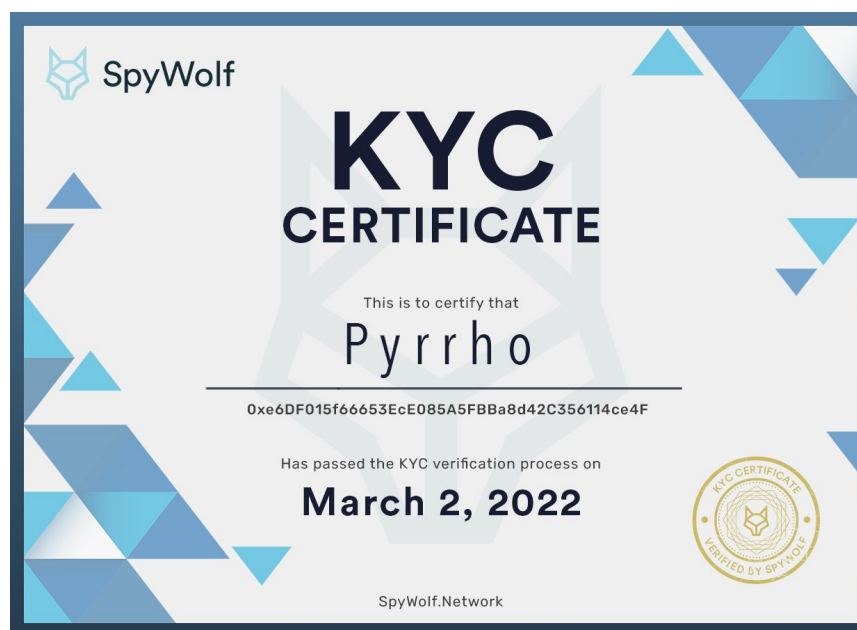 SpyWolf
KYC
CERTIFICATE
This is to certify that
Pyrrho
0xe6DF015f66653EcE085A5FBBa8d42C356114ce4F
Has passed the KYC verification process on
March 2, 2022
KYC CERTIFICATE
VERIFIED BY SPYWOLF
SpyWolf.Network